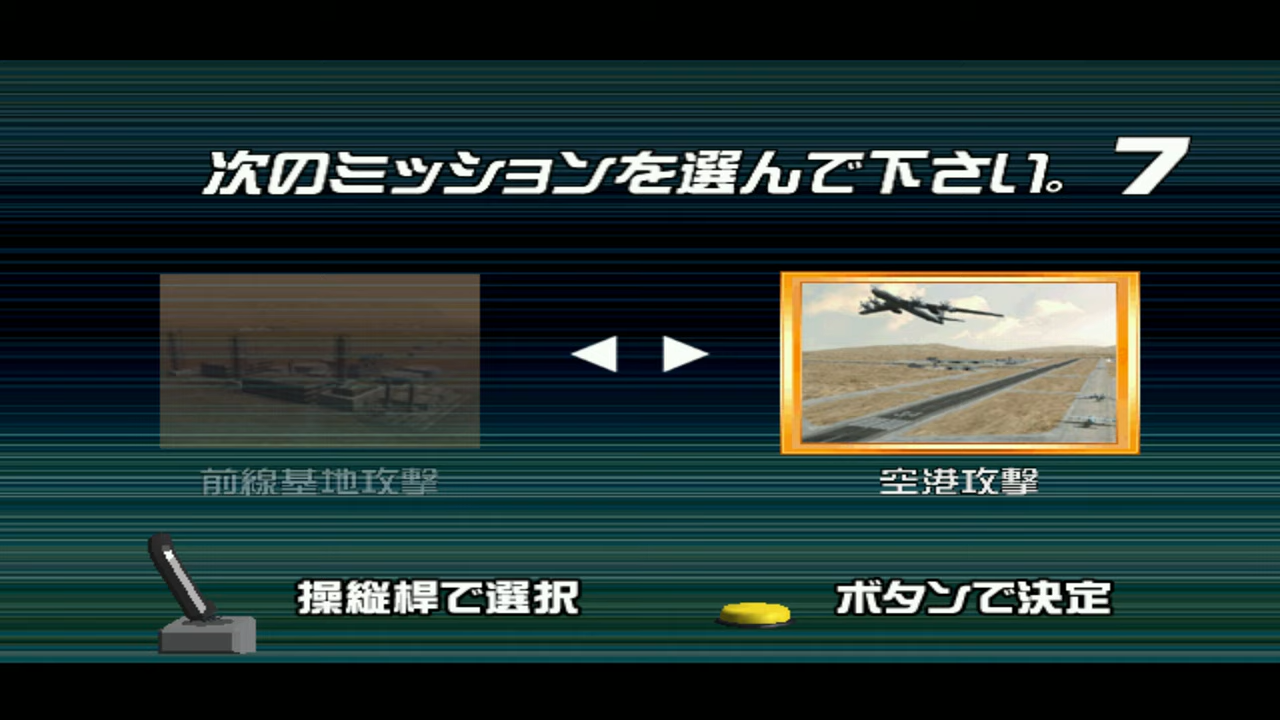 次のミッションを選んで下さい。 7
前線基地攻撃
空港攻撃
操縦桿で選択
ボタンで決定